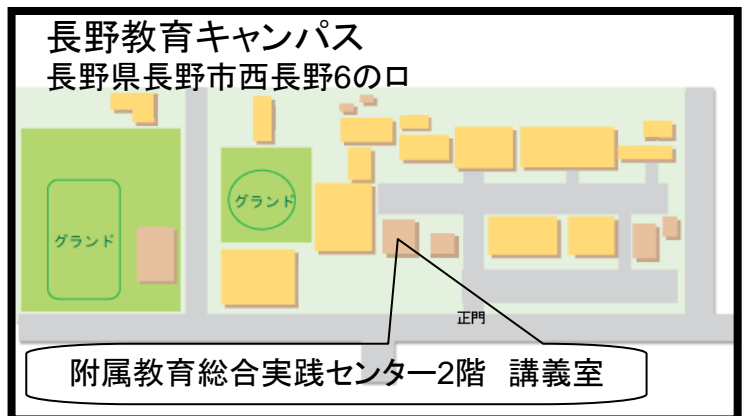 長野教育キャンパス
長野県長野市西長野6のロ
グランド
グランド
正門
附属教育総合実践センター2階 講義室